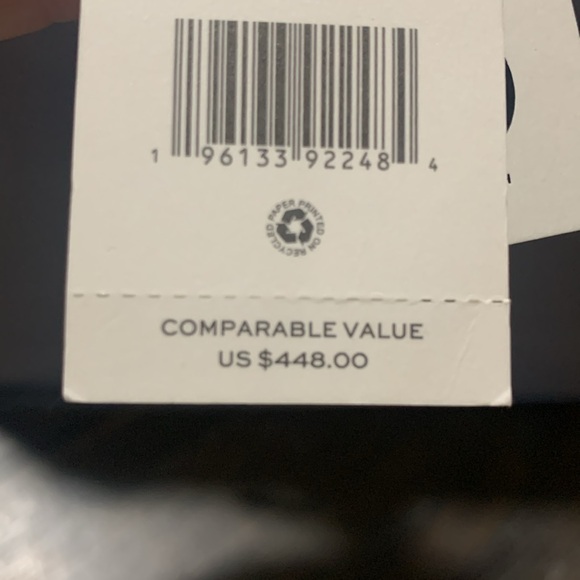 1 96133 92248 4
PAPER PRINTED ON RECYCLED
COMPARABLE VALUE
US $448.00